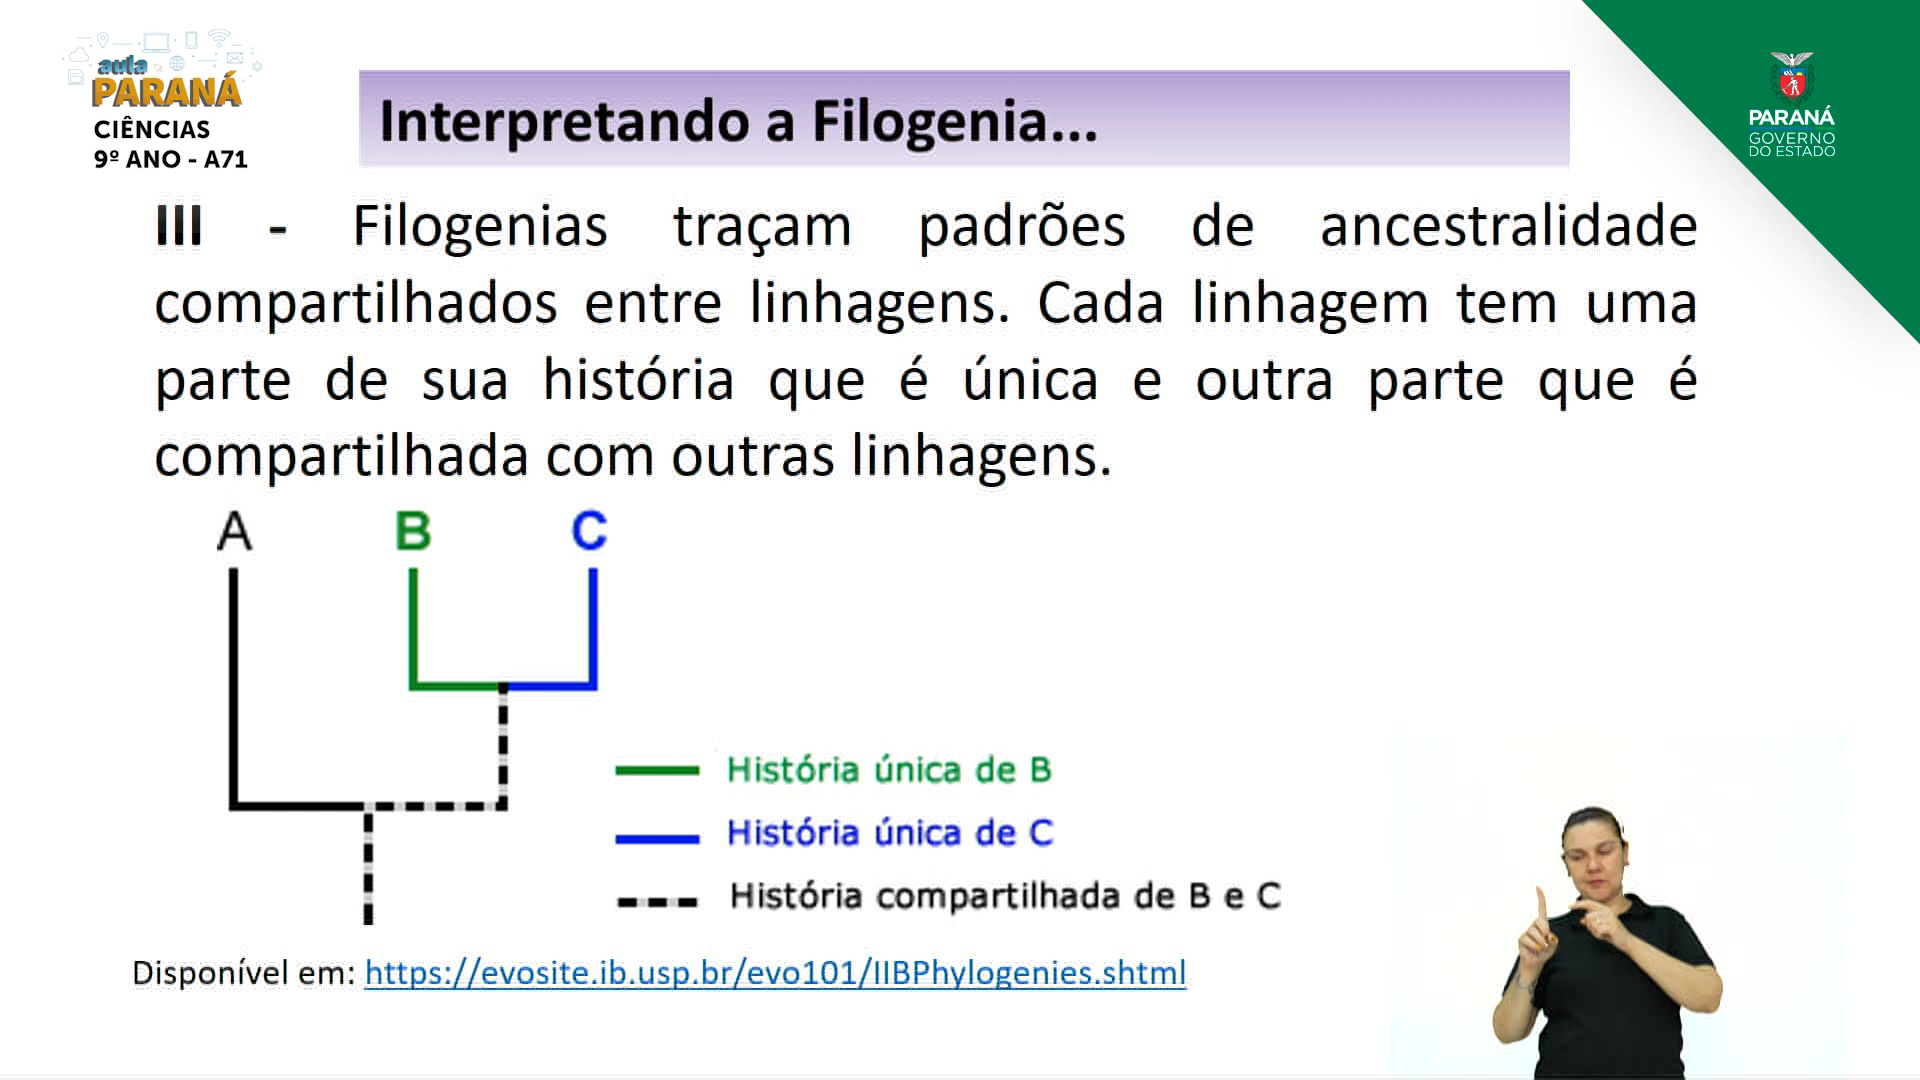 aula
PARANÁ
CIÊNCIAS
9º ANO - A71
Interpretando a Filogenia...
PARANÁ
GOVERNO
DO ESTADO
III - Filogenias traçam padrões de ancestralidade
compartilhados entre linhagens. Cada linhagem tem uma
parte de sua história que é única e outra parte que é
compartilhada com outras linhagens.
A B C
História única de B
História única de C
História compartilhada de B e C
Disponível em: https://evosite.ib.usp.br/evo101/IIBPhylogenies.shtml